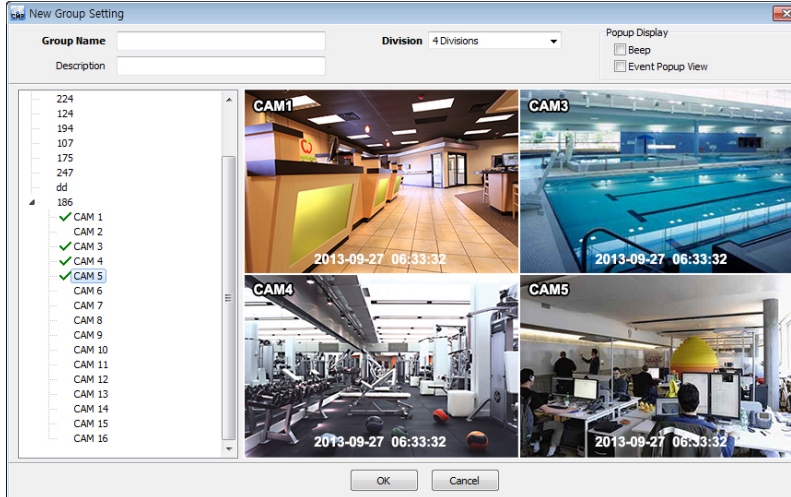 New Group Setting
Group Name
Division 4 Divisions
Popup Display
Beep
Description
Event Popup View
224
124
194
107
175
247
dd
186
CAM 1
CAM 2
CAM 3
CAM 4
CAM 5
CAM 6
CAM 7
CAM 8
CAM 9
CAM 10
CAM 11
CAM 12
CAM 13
CAM 14
CAM 15
CAM 16
CAM1
2013-09-27 06:33:32
CAM3
2013-09-27 06:33:32
CAM4
2013-09-27 06:33:32
CAM5
2013-09-27 06:33:32
OK
Cancel